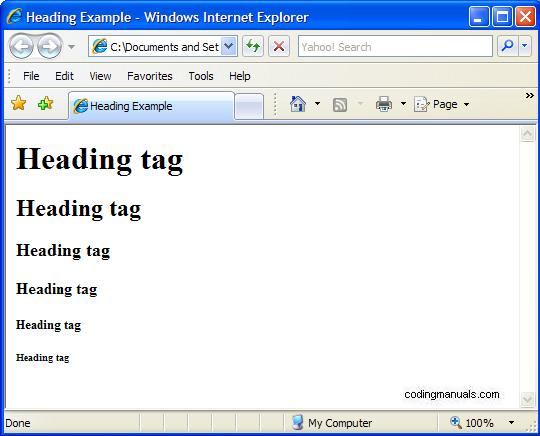 Heading Example - Windows Internet Explorer
C:\Documents and Set
Yahoo! Search
File Edit View Favorites Tools Help
Heading Example
Page
Heading tag
Heading tag
Heading tag
Heading tag
Heading tag
Heading tag
codingmanuals.com
Done My Computer 100%